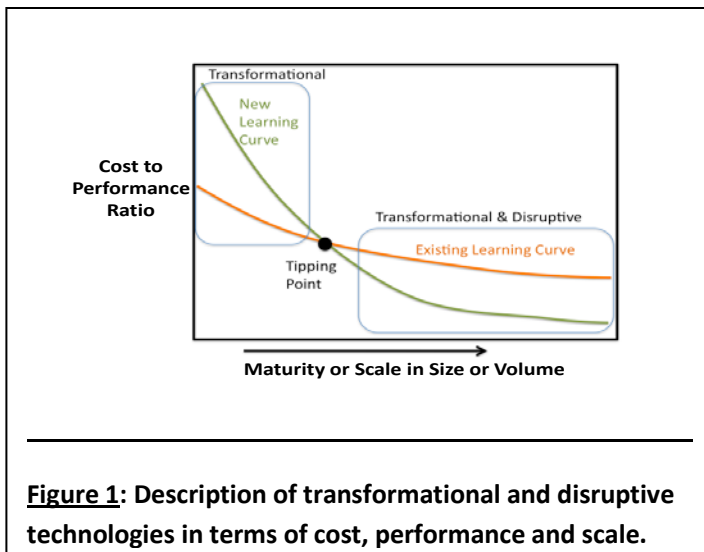 Transformational
New
Learning
Curve
Cost to
Performance
Ratio
Transformational & Disruptive
Existing Learning Curve
Tipping
Point
Maturity or Scale in Size or Volume
Figure 1: Description of transformational and disruptive
technologies in terms of cost, performance and scale.